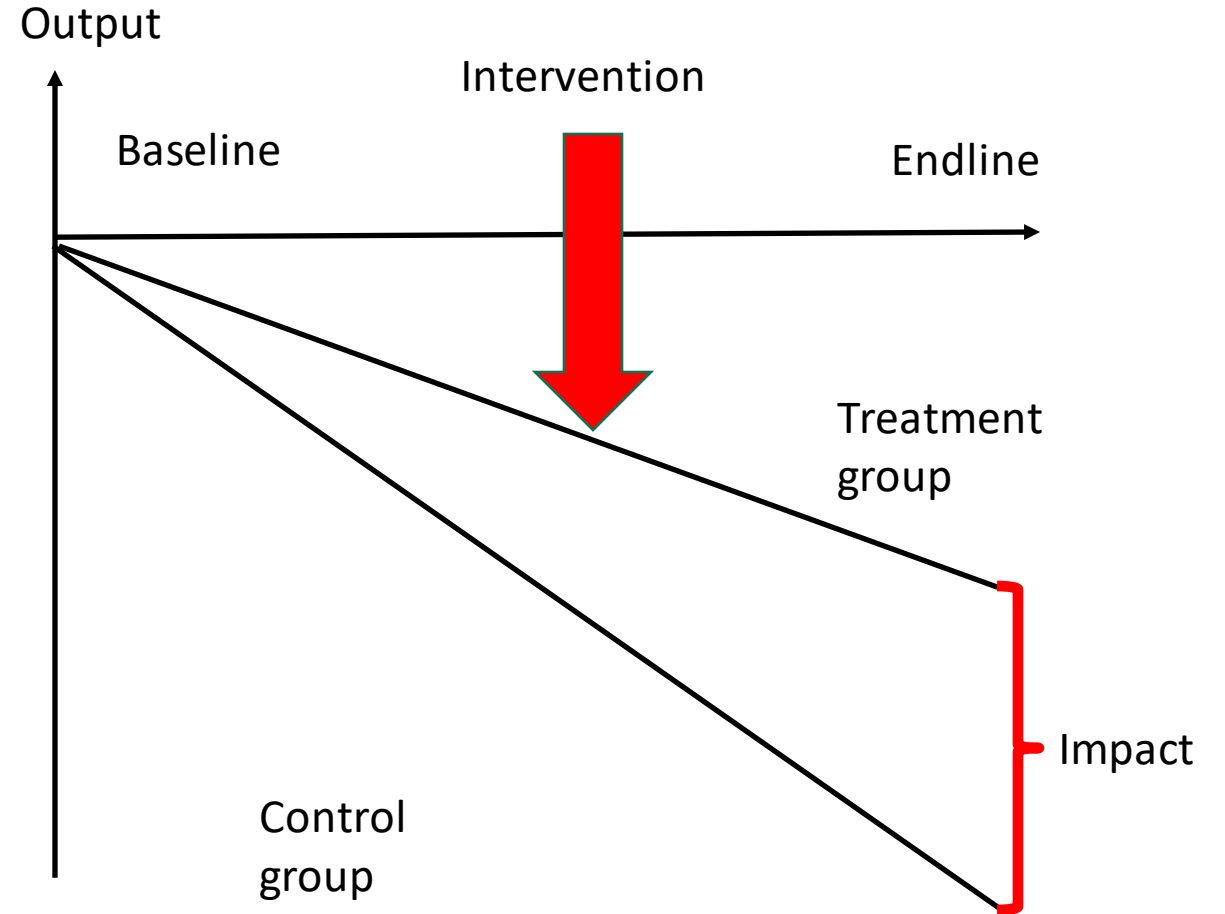 Output
Intervention
Baseline
Endline
Treatment
group
Impact
Control
group